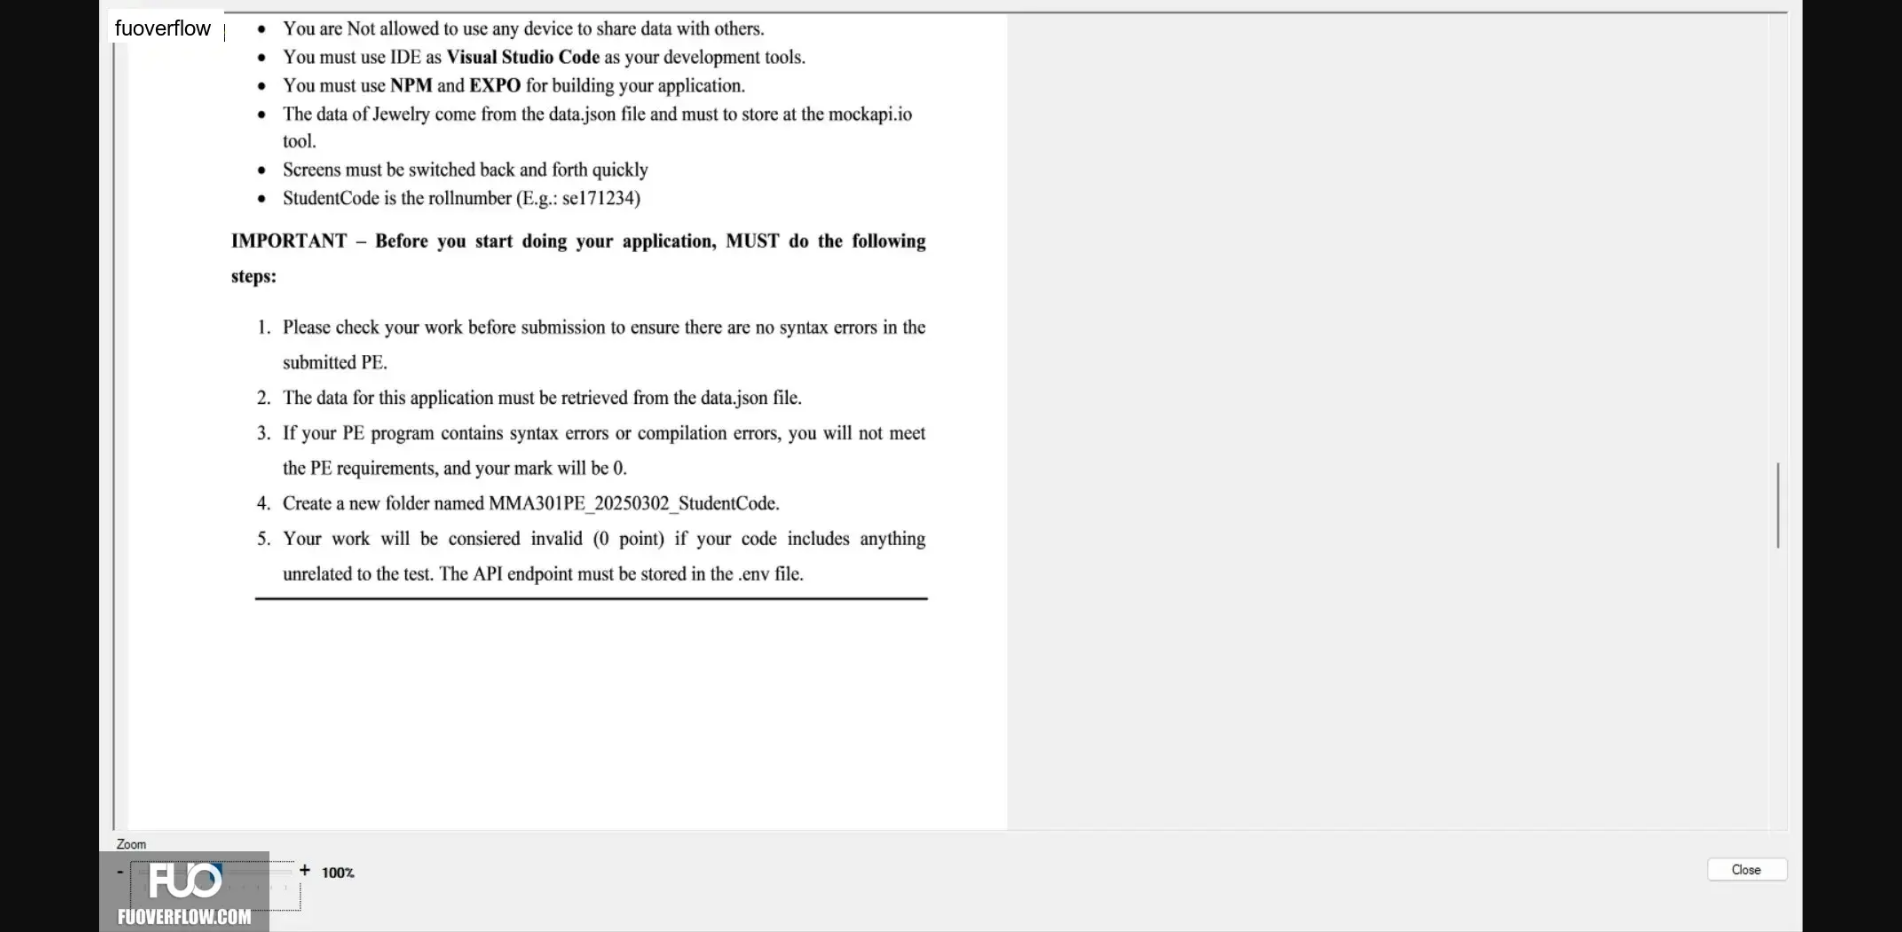 fuoverflow
• You are Not allowed to use any device to share data with others.
• You must use IDE as Visual Studio Code as your development tools.
• You must use NPM and EXPO for building your application.
• The data of Jewelry come from the data.json file and must to store at the mockapi.io
tool.
• Screens must be switched back and forth quickly
• StudentCode is the rollnumber (E.g.: se171234)
IMPORTANT – Before you start doing your application, MUST do the following
steps:
1. Please check your work before submission to ensure there are no syntax errors in the
submitted PE.
2. The data for this application must be retrieved from the data.json file.
3. If your PE program contains syntax errors or compilation errors, you will not meet
the PE requirements, and your mark will be 0.
4. Create a new folder named MMA301PE_20250302_StudentCode.
5. Your work will be consiered invalid (0 point) if your code includes anything
unrelated to the test. The API endpoint must be stored in the .env file.
Zoom
- + 100%
Close
FUO
FUOVERFLOW.COM